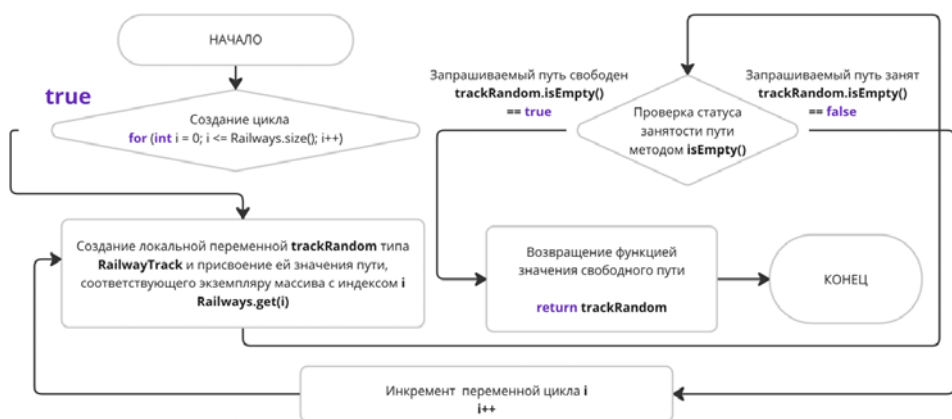 НАЧАЛО
true
Создание цикла
for (int i = 0; i <= Railways.size(); i++)
Создание локальной переменной trackRandom типа
RailwayTrack и присвоение ей значения пути,
соответствующего экземпляру массива с индексом i
Railways.get(i)
Запрашиваемый путь свободен
trackRandom.isEmpty()
== true
Запрашиваемый путь занят
trackRandom.isEmpty()
== false
Проверка статуса
занятости пути
методом isEmpty()
Возвращение функцией
значения свободного пути
return trackRandom
КОНЕЦ
Инкремент переменной цикла i
i++